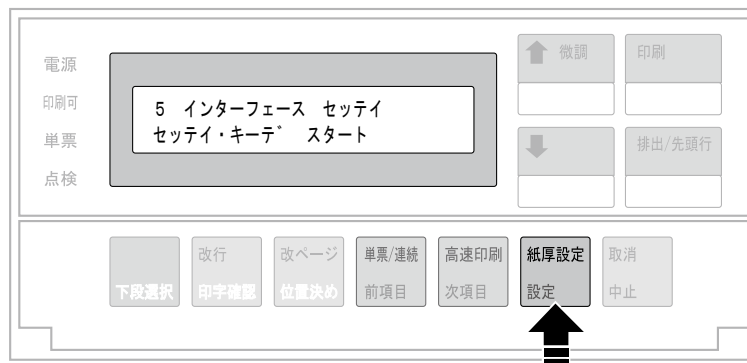 電源
印刷可
単票
点検
5 インターフェース セッテイ
セッテイ・キーデ゛ スタート
微調
印刷
排出/先頭行
下段選択
改行
印字確認
改ページ
位置決め
単票/連続
前項目
高速印刷
次項目
紙厚設定
設定
取消
中止